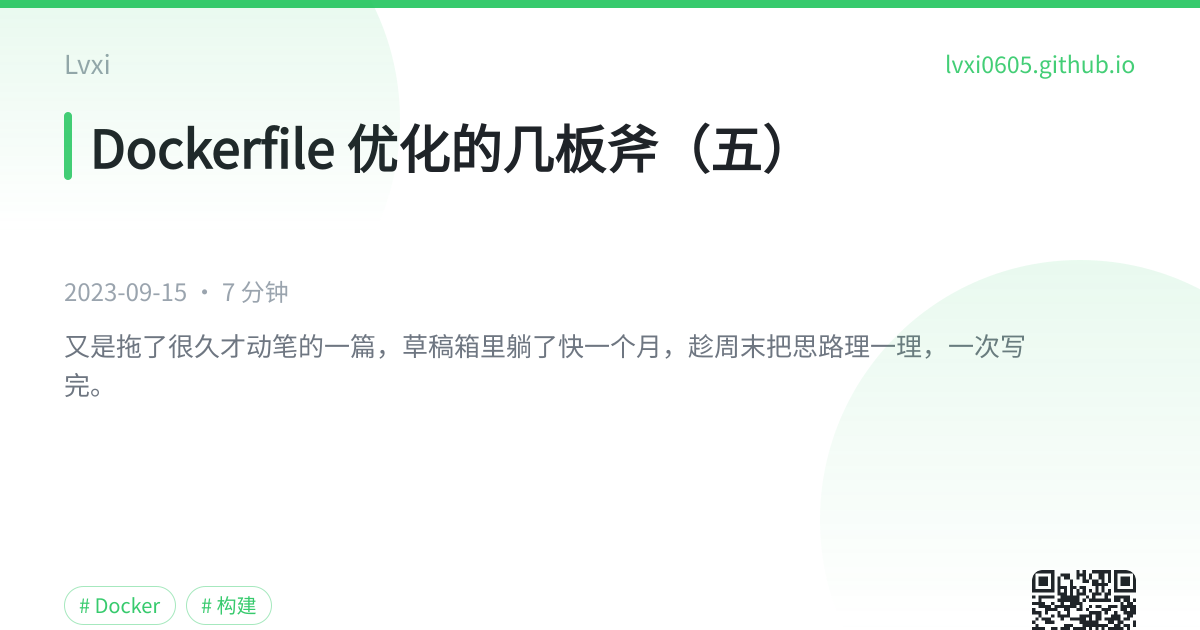 Lvxi
lvxi0605.github.io
Dockerfile 优化的几板斧（五）
2023-09-15 · 7 分钟
又是拖了很久才动笔的一篇，草稿箱里躺了快一个月，趁周末把思路理一理，一次写
完。
# Docker
# 构建